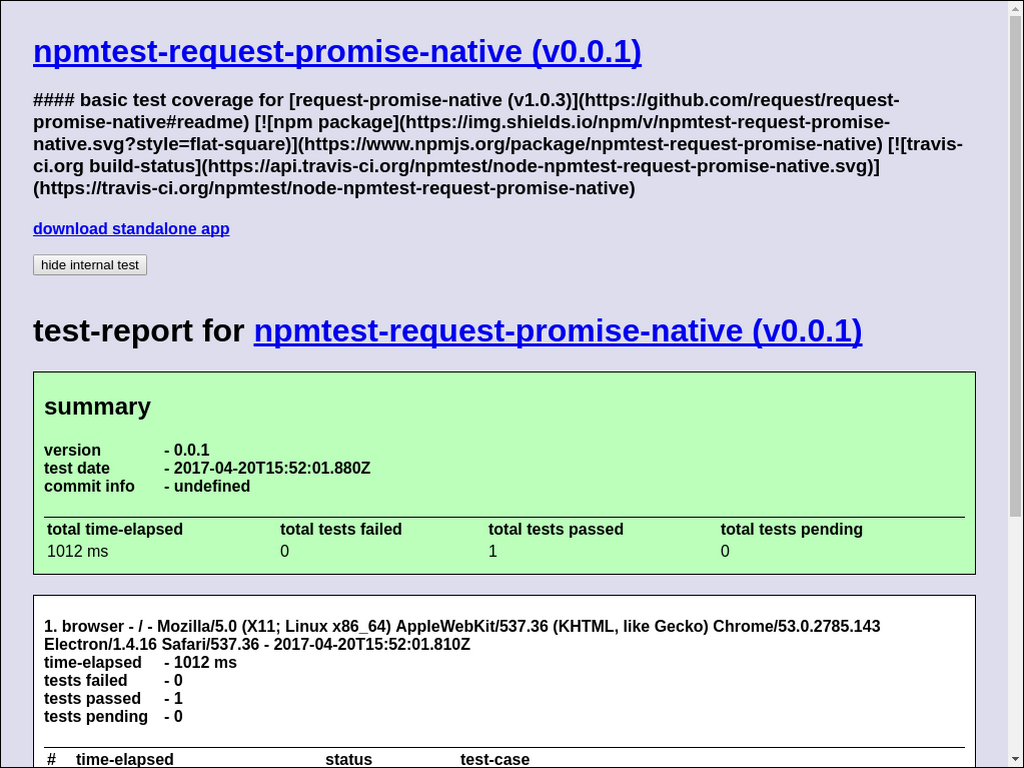 npmtest-request-promise-native (v0.0.1)
#### basic test coverage for [request-promise-native (v1.0.3)](https://github.com/request/request-
promise-native#readme) [![npm package](https://img.shields.io/npm/v/npmtest-request-promise-
native.svg?style=flat-square)](https://www.npmjs.org/package/npmtest-request-promise-native) [![travis-
ci.org build-status](https://api.travis-ci.org/npmtest/node-npmtest-request-promise-native.svg)]
(https://travis-ci.org/npmtest/node-npmtest-request-promise-native)
download standalone app
hide internal test
test-report for npmtest-request-promise-native (v0.0.1)
summary
version - 0.0.1
test date - 2017-04-20T15:52:01.880Z
commit info - undefined
total time-elapsed total tests failed total tests passed total tests pending
1012 ms 0 1 0
1. browser - / - Mozilla/5.0 (X11; Linux x86_64) AppleWebKit/537.36 (KHTML, like Gecko) Chrome/53.0.2785.143
Electron/1.4.16 Safari/537.36 - 2017-04-20T15:52:01.810Z
time-elapsed - 1012 ms
tests failed - 0
tests passed - 1
tests pending - 0
# time-elapsed status test-case